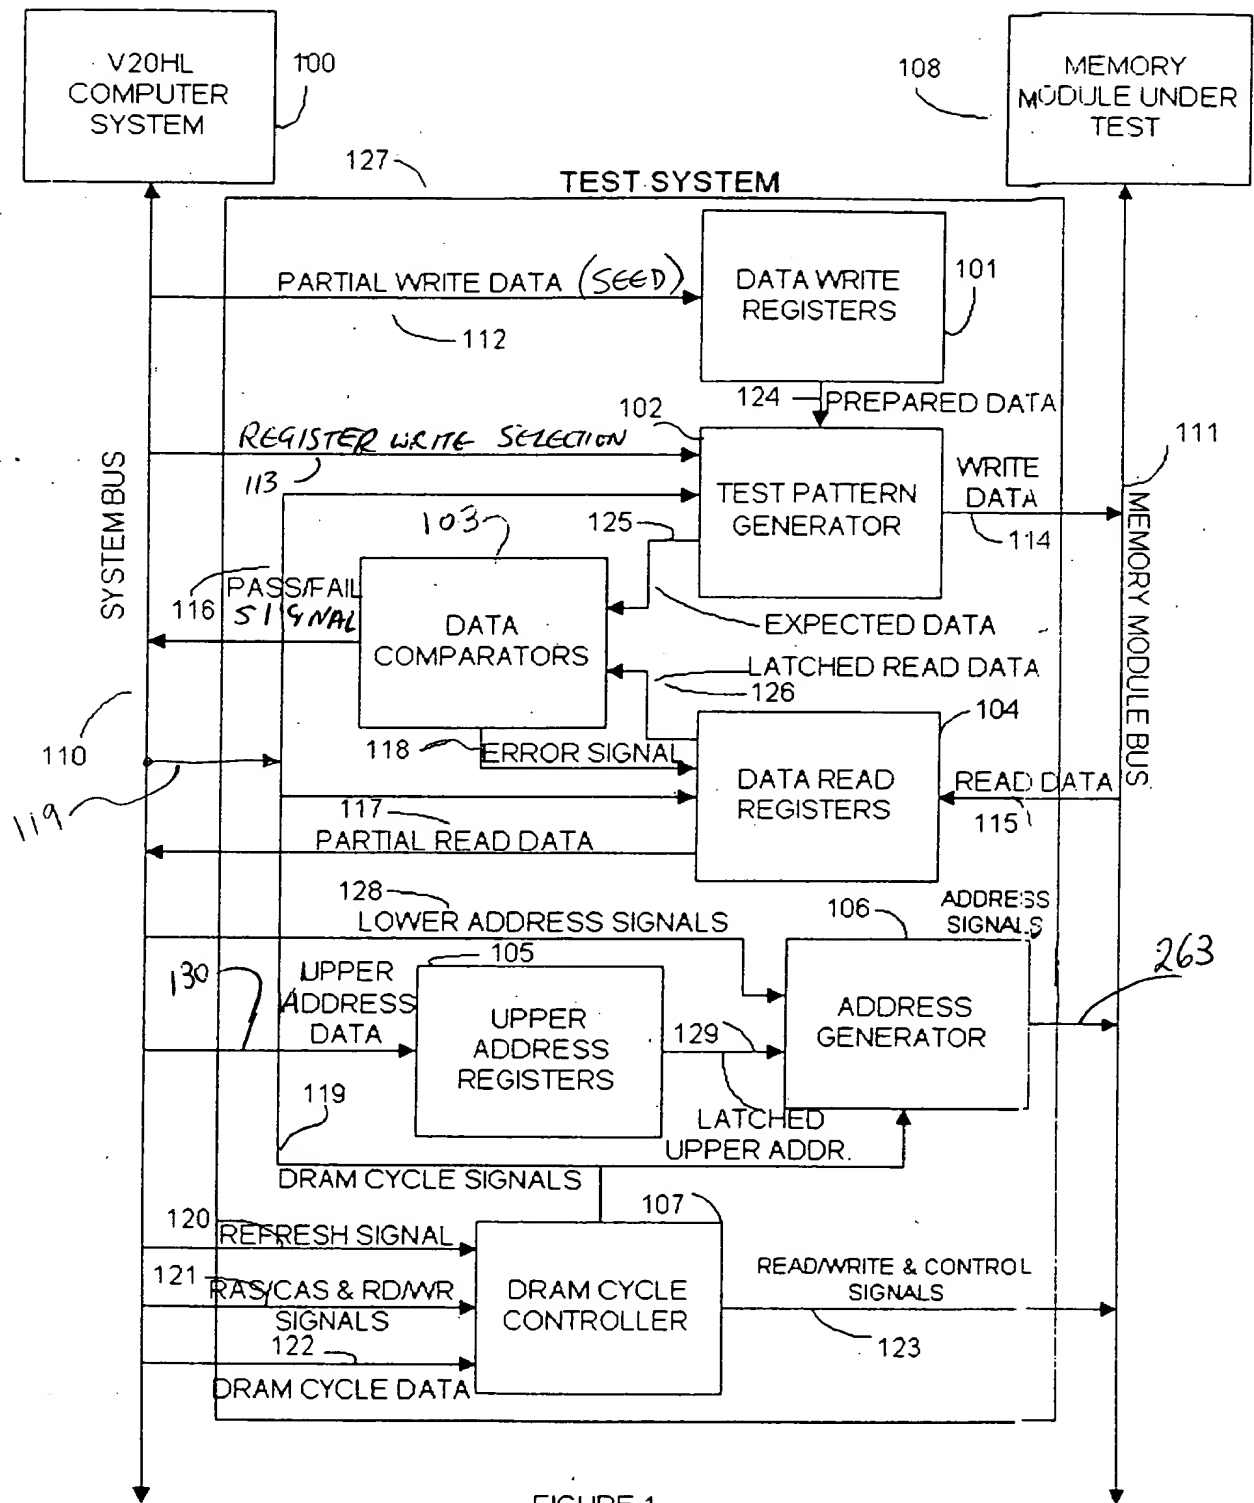 V20HL
COMPUTER
SYSTEM
100
108
MEMORY
MODULE UNDER
TEST
127
TEST SYSTEM
PARTIAL WRITE DATA (SEED)
112
DATA WRITE
REGISTERS
101
124
PREPARED DATA
102
REGISTER WRITE SELECTION
113
TEST PATTERN
GENERATOR
WRITE
DATA
114
111
SYSTEM BUS
MEMORY MODULE BUS
103
125
116
PASS/FAIL
SIGNAL
DATA
COMPARATORS
EXPECTED DATA
LATCHED READ DATA
126
104
110
118
ERROR SIGNAL
DATA READ
REGISTERS
READ DATA
115
119
117
PARTIAL READ DATA
128
LOWER ADDRESS SIGNALS
106
ADDRESS
SIGNALS
130
UPPER
ADDRESS
DATA
105
UPPER
ADDRESS
REGISTERS
129
ADDRESS
GENERATOR
263
119
LATCHED
UPPER ADDR.
DRAM CYCLE SIGNALS
107
120
REFRESH SIGNAL
121
RAS/CAS & RD/WR
SIGNALS
122
DRAM CYCLE DATA
DRAM CYCLE
CONTROLLER
READ/WRITE & CONTROL
SIGNALS
123
FIGURE 1